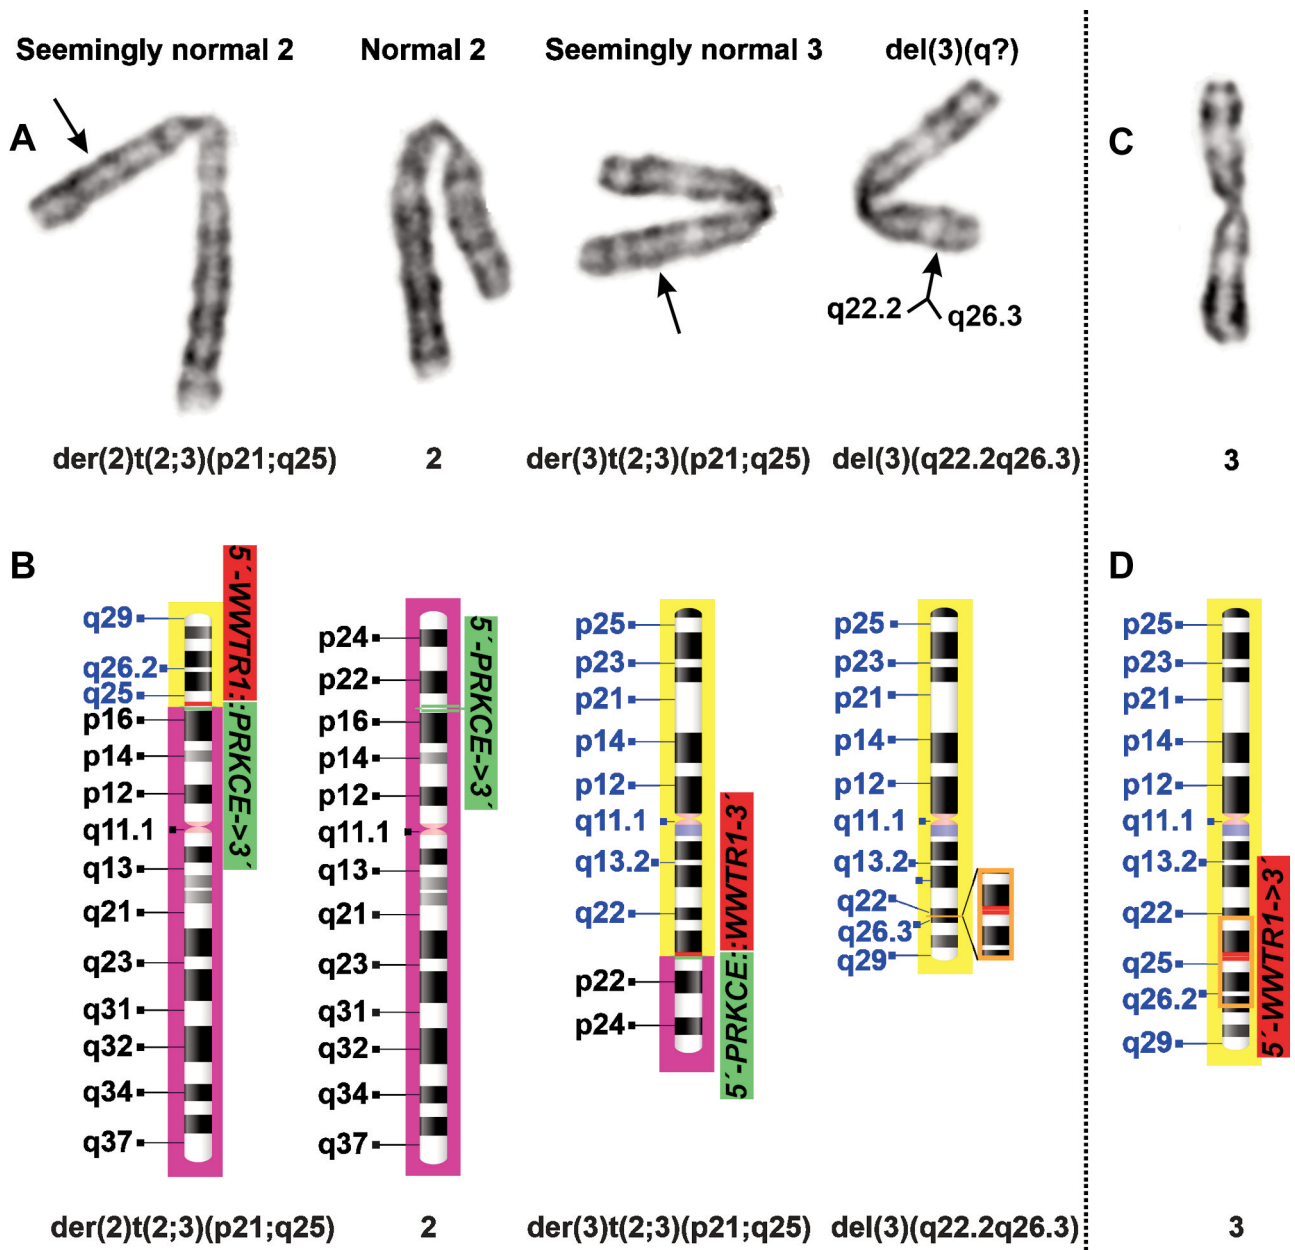 Seemingly normal 2
Normal 2
Seemingly normal 3
del(3)(q?)
A
C
q22.2
q26.3
der(2)t(2;3)(p21;q25)
2
der(3)t(2;3)(p21;q25)
del(3)(q22.2q26.3)
3
B
D
q29
q26.2
q25
p16
p14
p12
q11.1
q13
q21
q23
q31
q32
q34
q37
5´-WWTR1::PRKCE->3´
p24
p22
p16
p14
p12
q11.1
q13
q21
q23
q31
q32
q34
q37
5´-PRKCE->3´
p25
p23
p21
p14
p12
q11.1
q13.2
q22
p22
p24
5´-PRKCE::WWTR1-3´
p25
p23
p21
p14
p12
q11.1
q13.2
q22
q26.3
q29
p25
p23
p21
p14
p12
q11.1
q13.2
q22
q25
q26.2
q29
5´-WWTR1->3´
der(2)t(2;3)(p21;q25)
2
der(3)t(2;3)(p21;q25)
del(3)(q22.2q26.3)
3